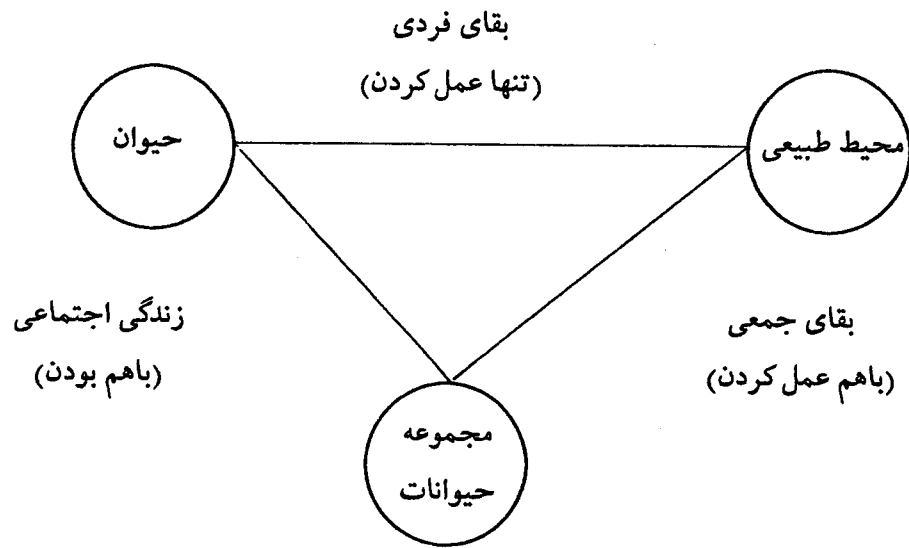 بقای فردی
(تنها عمل کردن)
محیط طبیعی
حیوان
بقای جمعی
(باهم عمل کردن)
زندگی اجتماعی
(باهم بودن)
مجموعه
حیوانات